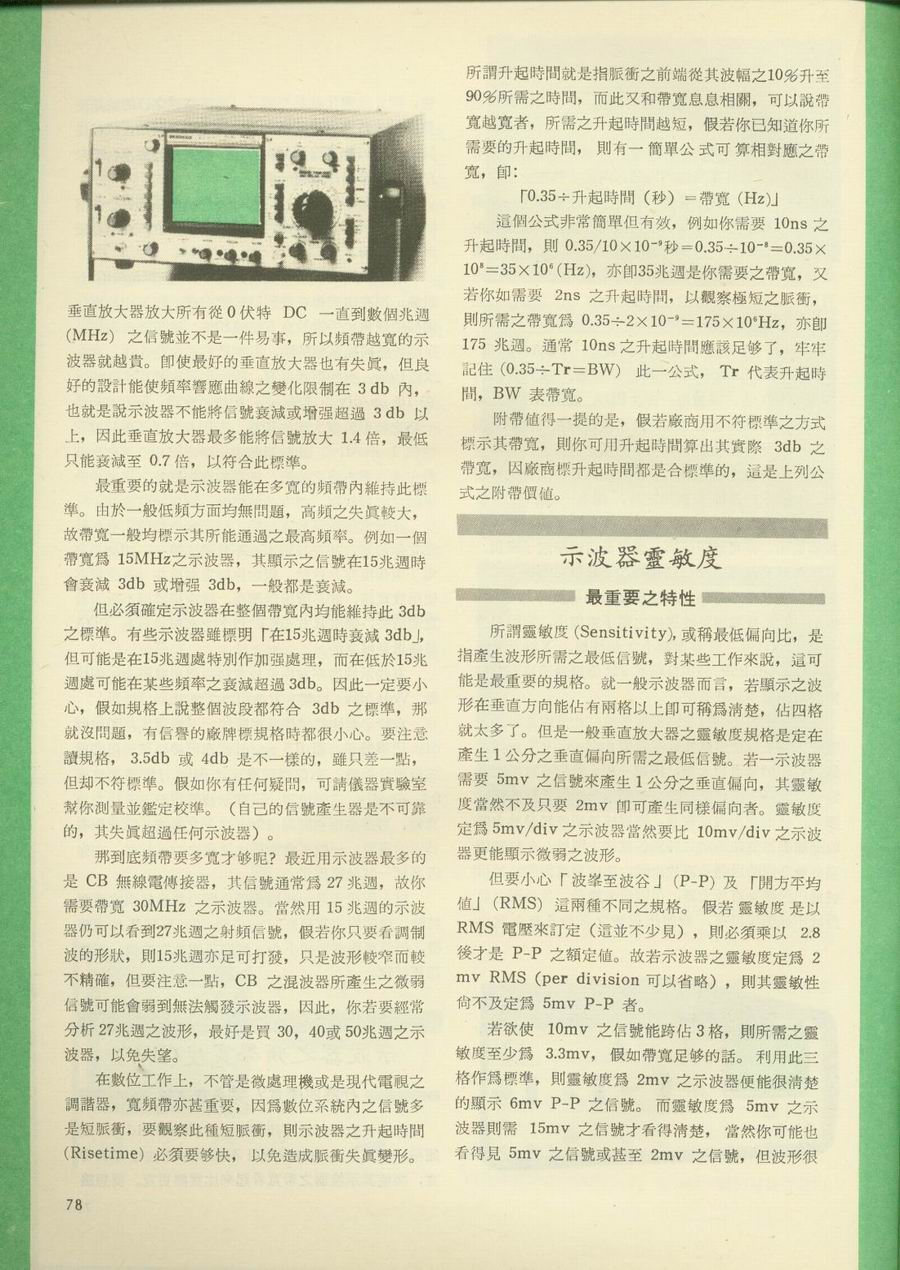 垂直放大器放大所有從0伏特 DC 一直到數個兆週
(MHz) 之信號並不是一件易事，所以頻帶越寬的示
波器就越貴。卽使最好的垂直放大器也有失眞，但良
好的設計能使頻率響應曲線之變化限制在 3 db 內，
也就是說示波器不能將信號衰減或增强超過 3 db 以
上，因此垂直放大器最多能將信號放大 1.4 倍，最低
只能衰減至 0.7 倍，以符合此標準。
最重要的就是示波器能在多寬的頻帶內維持此標
準。由於一般低頻方面均無問題，高頻之失眞較大，
故帶寬一般均標示其所能通過之最高頻率。例如一個
帶寬爲 15MHz之示波器，其顯示之信號在15兆週時
會衰減 3db 或增强 3db，一般都是衰減。
但必須確定示波器在整個帶寬內均能維持此 3db
之標準。有些示波器雖標明「在15兆週時衰減 3db」，
但可能是在15兆週處特別作加强處理，而在低於15兆
週處可能在某些頻率之衰減超過3db。因此一定要小
心，假如規格上說整個波段都符合 3db 之標準，那
就沒問題，有信譽的廠牌標規格時都很小心。要注意
讀規格， 3.5db 或 4db 是不一樣的，雖只差一點，
但却不符標準。假如你有任何疑問，可請儀器實驗室
幫你測量並鑑定校準。（自己的信號產生器是不可靠
的，其失眞超過任何示波器）。
那到底頻帶要多寬才够呢？最近用示波器最多的
是 CB 無線電傳接器，其信號通常爲 27 兆週，故你
需要帶寬 30MHz 之示波器。當然用 15 兆週的示波
器仍可以看到27兆週之射頻信號，假若你只要看調制
波的形狀，則15兆週亦足可打發，只是波形較窄而較
不精確，但要注意一點，CB 之混波器所產生之微弱
信號可能會弱到無法觸發示波器，因此，你若要經常
分析27兆週之波形，最好是買 30，40或 50兆週之示
波器，以免失望。
在數位工作上，不管是微處理機或是現代電視之
調諧器，寬頻帶亦甚重要，因爲數位系統內之信號多
是短脈衝，要觀察此種短脈衝，則示波器之升起時間
(Risetime) 必須要够快， 以免造成脈衝失眞變形。
所謂升起時間就是指脈衝之前端從其波幅之10％升至
90％所需之時間，而此又和帶寬息息相關，可以說帶
寬越寬者，所需之升起時間越短，假若你已知道你所
需要的升起時間， 則有一簡單公式可算相對應之帶
寬，卽：
「0.35÷升起時間（秒）＝帶寬 (Hz)」
這個公式非常簡單但有效，例如你需要 10ns 之
升起時間，則 0.35/10×10⁻⁹秒＝0.35÷10⁻⁸＝0.35×
10⁸＝35×10⁶(Hz)，亦卽35兆週是你需要之帶寬，又
若你如需要 2ns 之升起時間，以觀察極短之脈衝，
則所需之帶寬爲 0.35÷2×10⁻⁹＝175×10⁶Hz，亦卽
175 兆週。通常 10ns之升起時間應該足够了，牢牢
記住 (0.35÷Tr＝BW) 此一公式， Tr 代表升起時
間，BW 表帶寬。
附帶値得一提的是，假若廠商用不符標準之方式
標示其帶寬，則你可用升起時間算出其實際 3db 之
帶寬，因廠商標升起時間都是合標準的，這是上列公
式之附帶價値。
示波器靈敏度
最重要之特性
所謂靈敏度(Sensitivity)，或稱最低偏向比，是
指產生波形所需之最低信號，對某些工作來說，這可
能是最重要的規格。就一般示波器而言，若顯示之波
形在垂直方向能佔有兩格以上卽可稱爲淸楚，佔四格
就太多了。但是一般垂直放大器之靈敏度規格是定在
產生1公分之垂直偏向所需之最低信號。若一示波器
需要 5mv 之信號來產生1公分之垂直偏向，其靈敏
度當然不及只要 2mv 卽可產生同樣偏向者。靈敏度
定爲5mv/div之示波器當然要比 10mv/div之示波
器更能顯示微弱之波形。
但要小心「波峯至波谷」(P-P) 及「開方平均
値」(RMS) 這兩種不同之規格。 假若靈敏度是以
RMS 電壓來訂定（這並不少見），則必須乘以 2.8
後才是 P-P 之額定値。故若示波器之靈敏度定爲 2
mv RMS (per division 可以省略) ，則其靈敏性
尙不及定爲 5mv P-P 者。
若欲使 10mv 之信號能跨佔3格，則所需之靈
敏度至少爲 3.3mv， 假如帶寬足够的話。 利用此三
格作爲標準，則靈敏度爲 2mv 之示波器便能很淸楚
的顯示 6mv P-P 之信號。 而靈敏度爲 5mv 之示
波器則需 15mv 之信號才看得淸楚， 當然你可能也
看得見 5mv 之信號或甚至 2mv 之信號，但波形很
78